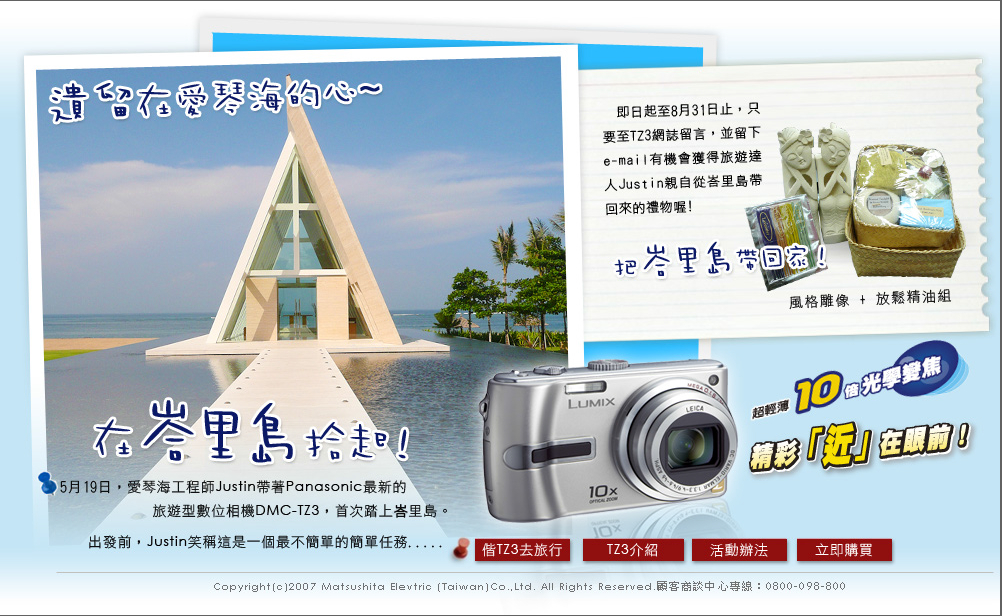 遺留在愛琴海的心~
即日起至8月31日止，只
要至TZ3網誌留言，並留下
e-mail有機會獲得旅遊達
人Justin親自從峇里島帶
回來的禮物喔!
把峇里島帶回家!
風格雕像 + 放鬆精油組
在峇里島拾起!
5月19日，愛琴海工程師Justin帶著Panasonic最新的
旅遊型數位相機DMC-TZ3，首次踏上峇里島。
出發前，Justin笑稱這是一個最不簡單的簡單任務.....
LUMIX
MEGA O.I.S.
LEICA
10x
OPTICAL ZOOM
超輕薄10倍光學變焦
精彩「近」在眼前！
偕TZ3去旅行
TZ3介紹
活動辦法
立即購買
Copyright(c)2007 Matsushita Elevtric (Taiwan)Co.,Ltd. All Rights Reserved.顧客商談中心專線：0800-098-800